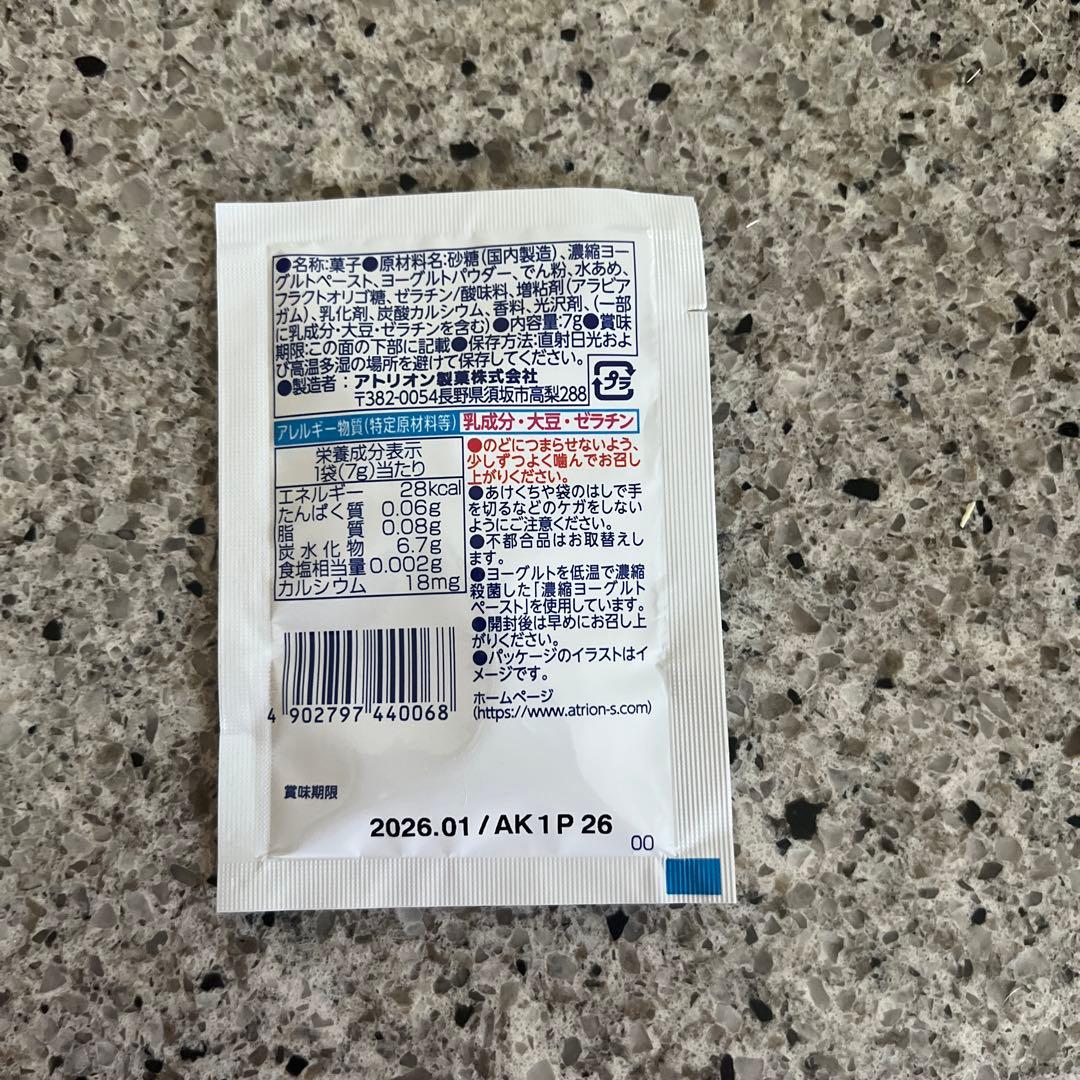 ●名称:菓子●原材料名:砂糖(国内製造)、濃縮ヨー
グルトペースト、ヨーグルトパウダー、でん粉、水あめ、
フラクトオリゴ糖、ゼラチン/酸味料、増粘剤(アラビア
ガム)、乳化剤、炭酸カルシウム、香料、光沢剤、(一部
に乳成分・大豆・ゼラチンを含む)●内容量:7g●賞味
期限:この面の下部に記載●保存方法:直射日光およ
び高温多湿の場所を避けて保存してください。
●製造者:アトリオン製菓株式会社
〒382-0054長野県須坂市高梨288
プラ
アレルギー物質(特定原材料等)乳成分・大豆・ゼラチン
栄養成分表示
1袋(7g)当たり
エネルギー 28kcal
たんぱく質 0.06g
脂質 0.08g
炭水化物 6.7g
食塩相当量 0.002g
カルシウム 18mg
●のどにつまらせないよう、
少しずつよく噛んでお召し
上がりください。
●あけくちや袋のはしで手
を切るなどのケガをしない
ようにご注意ください。
●不都合品はお取替えし
ます。
●ヨーグルトを低温で濃縮
殺菌した「濃縮ヨーグルト
ペースト」を使用しています。
●開封後は早めにお召し上
がりください。
●パッケージのイラストはイ
メージです。
ホームページ
(https://www.atrion-s.com)
4 902797 440068
賞味期限
2026.01/AK1P 26
00